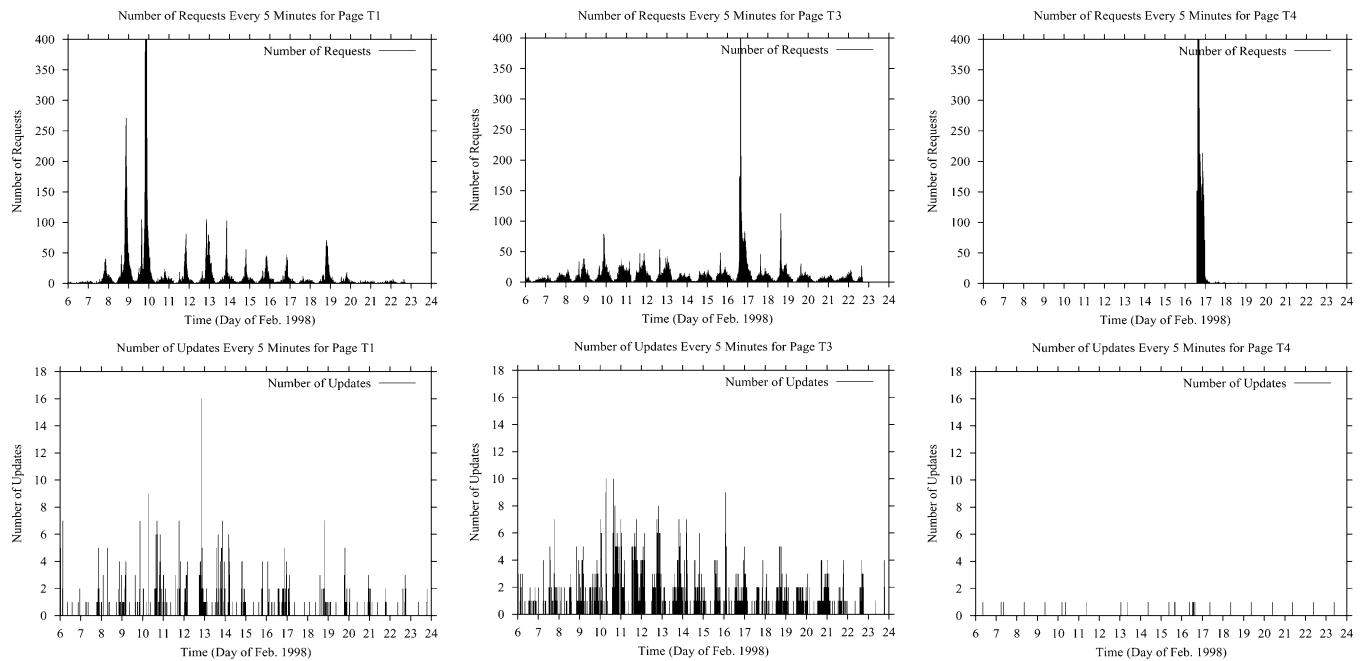 Number of Requests Every 5 Minutes for Page T1
Number of Requests
400
350
300
250
200
150
100
50
0
Number of Requests
6 7 8 9 10 11 12 13 14 15 16 17 18 19 20 21 22 23 24
Time (Day of Feb. 1998)
Number of Requests Every 5 Minutes for Page T3
Number of Requests
400
350
300
250
200
150
100
50
0
Number of Requests
6 7 8 9 10 11 12 13 14 15 16 17 18 19 20 21 22 23 24
Time (Day of Feb. 1998)
Number of Requests Every 5 Minutes for Page T4
Number of Requests
400
350
300
250
200
150
100
50
0
Number of Requests
6 7 8 9 10 11 12 13 14 15 16 17 18 19 20 21 22 23 24
Time (Day of Feb. 1998)
Number of Updates Every 5 Minutes for Page T1
Number of Updates
18
16
14
12
10
8
6
4
2
0
Number of Updates
6 7 8 9 10 11 12 13 14 15 16 17 18 19 20 21 22 23 24
Time (Day of Feb. 1998)
Number of Updates Every 5 Minutes for Page T3
Number of Updates
18
16
14
12
10
8
6
4
2
0
Number of Updates
6 7 8 9 10 11 12 13 14 15 16 17 18 19 20 21 22 23 24
Time (Day of Feb. 1998)
Number of Updates Every 5 Minutes for Page T4
Number of Updates
18
16
14
12
10
8
6
4
2
0
Number of Updates
6 7 8 9 10 11 12 13 14 15 16 17 18 19 20 21 22 23 24
Time (Day of Feb. 1998)